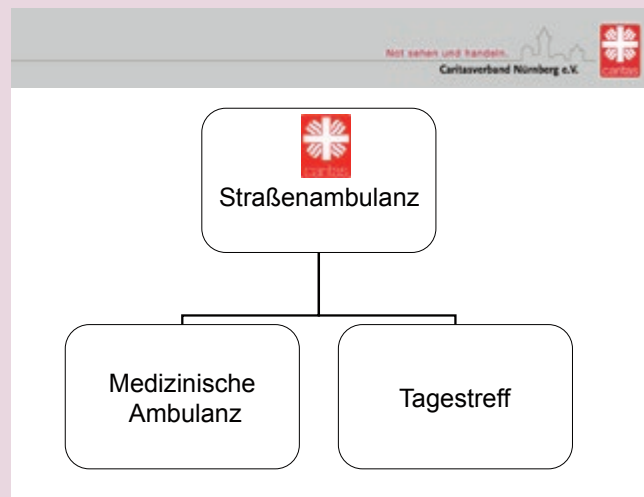 Not sehen und handeln.
Caritasverband Nürnberg e.V.
caritas
caritas
Straßenambulanz
Medizinische
Ambulanz
Tagestreff